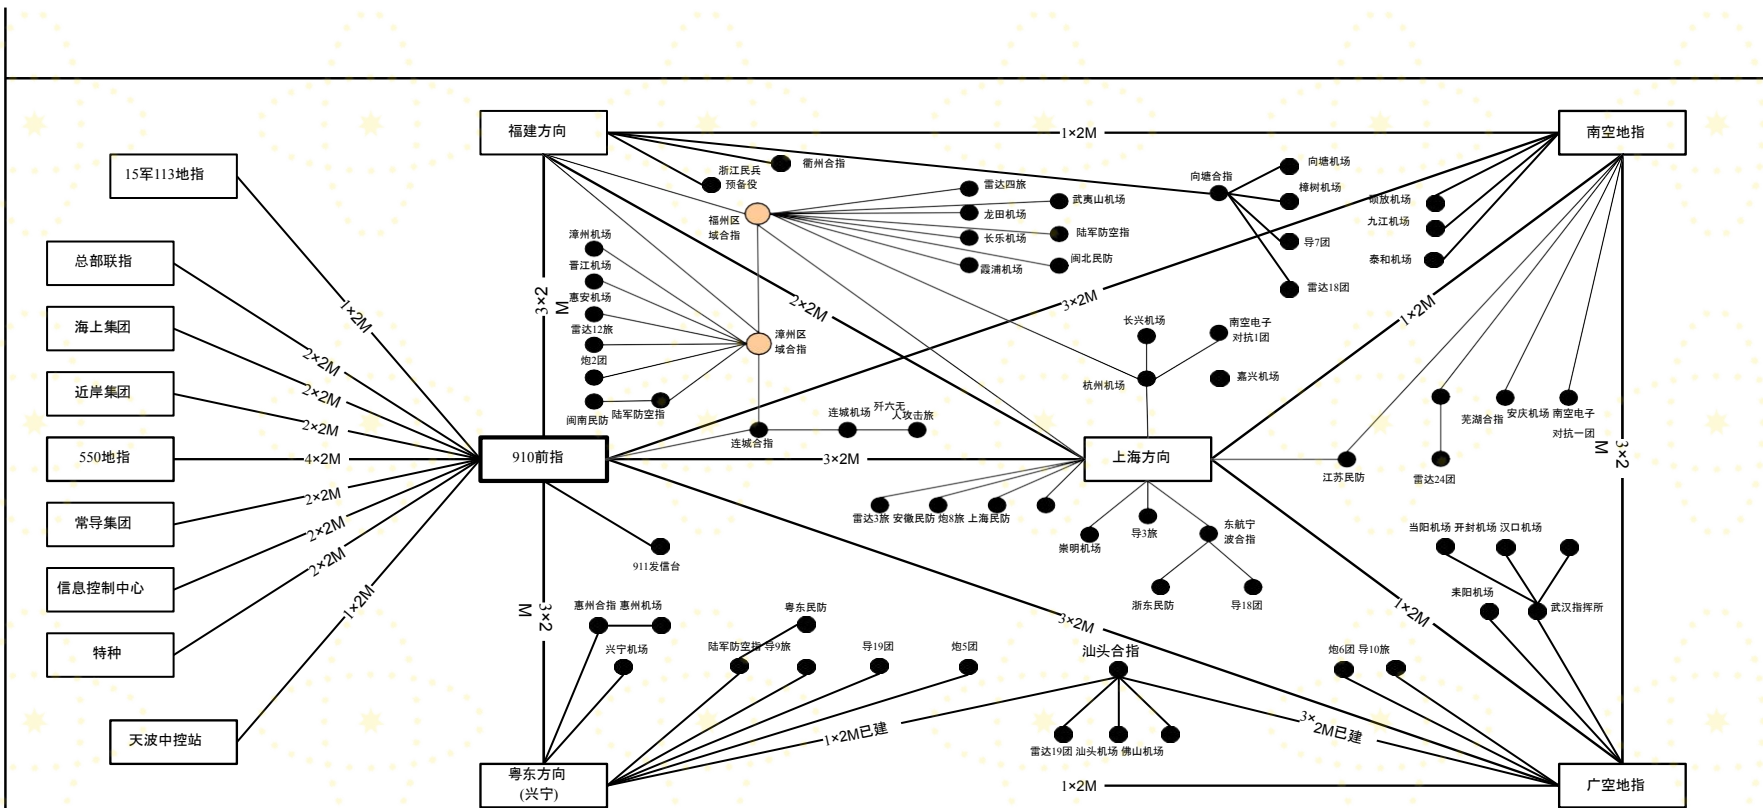 福建方向
1×2M
南空地指
15军113地指
衢州合指
浙江民兵
预备役
向塘机场
向塘合指
樟树机场
导7团
雷达18团
九江机场
泰和机场
雷达四旅
武夷山机场
福州区
域合指
龙田机场
长乐机场
陆军防空指
霞浦机场
闽北民防
总部联指
漳州机场
晋江机场
惠安机场
雷达12旅
炮2团
闽南民防
陆军防空指
漳州区
域合指
3×2
M
2×2M
3×2M
1×2M
海上集团
近岸集团
550地指
常导集团
信息控制中心
特种
天波中控站
1×2M
2×2M
2×2M
2×2M
4×2M
2×2M
2×2M
2×2M
1×2M
长兴机场
南空电子
对抗1团
杭州机场
嘉兴机场
连城机场
歼六无
人攻击旅
连城合指
910前指
3×2M
上海方向
江苏民防
雷达24团
芜湖合指
安庆机场
南空电子
对抗一团
3×2
M
雷达3旅 安徽民防 炮8旅 上海民防
崇明机场
导3旅
东航宁
波合指
浙东民防
导18团
当阳机场 开封机场 汉口机场
耒阳机场
武汉指挥所
911发信台
3×2
M
惠州合指 惠州机场
兴宁机场
粤东民防
陆军防空指 导9旅
导19团
炮5团
3×2M
1×2M
汕头合指
炮6团 导10旅
雷达19团 汕头机场 佛山机场
1×2M已建
3×2M已建
粤东方向
(兴宁)
1×2M
广空地指